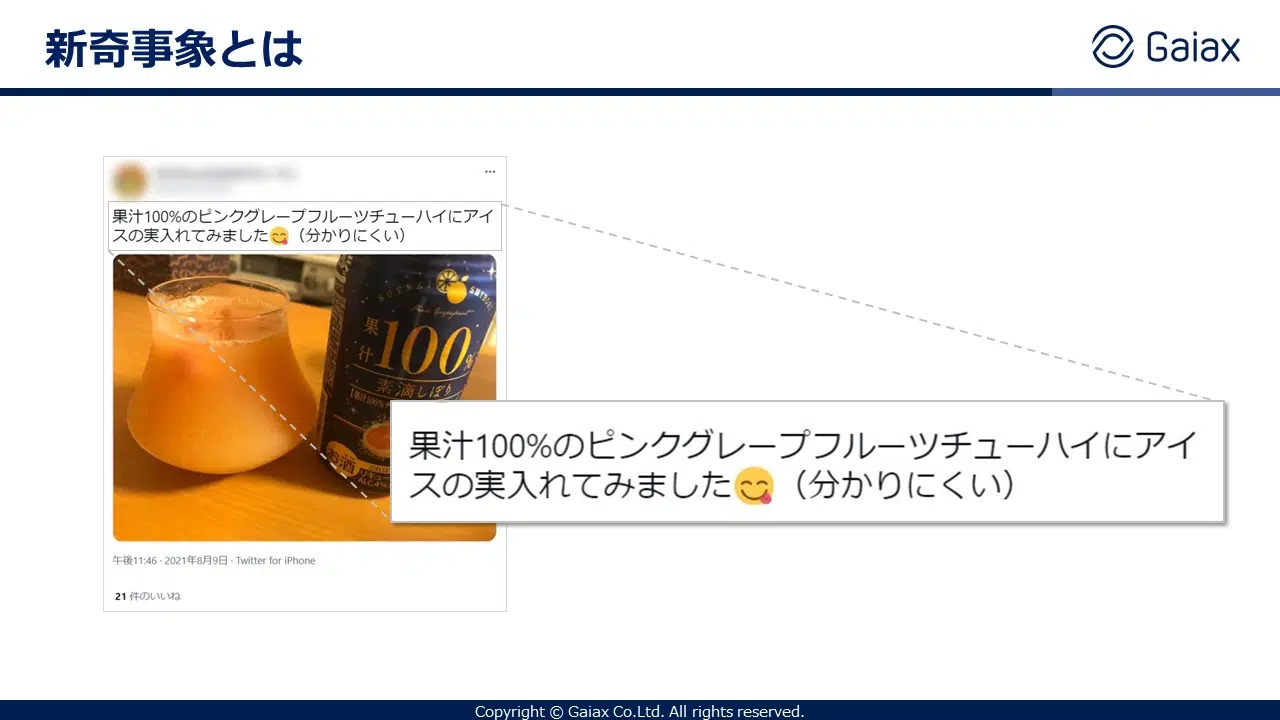 新奇事象とは
Gaiax
果汁100%のピンクグレープフルーツチューハイにアイ
スの実入れてみました😋（分かりにくい）
果汁100%
素滴しぼり
お酒
果汁100%のピンクグレープフルーツチューハイにアイ
スの実入れてみました😋（分かりにくい）
午後11:46 · 2021年8月9日 · Twitter for iPhone
21 件のいいね
Copyright © Gaiax Co.Ltd. All rights reserved.